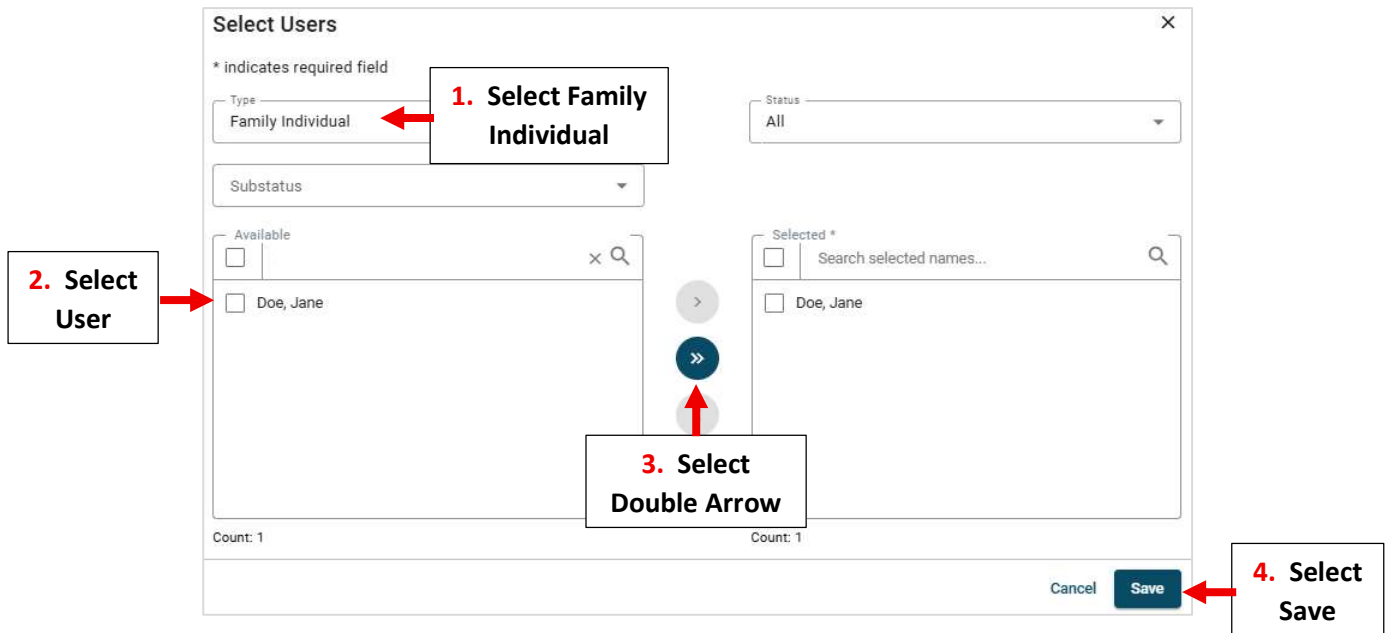 Select Users
* indicates required field
Type
Family Individual
1. Select Family
Individual
Status
All
Substatus
Available
Selected *
Search selected names...
2. Select
User
Doe, Jane
Doe, Jane
3. Select
Double Arrow
Count: 1
Count: 1
Cancel
Save
4. Select
Save